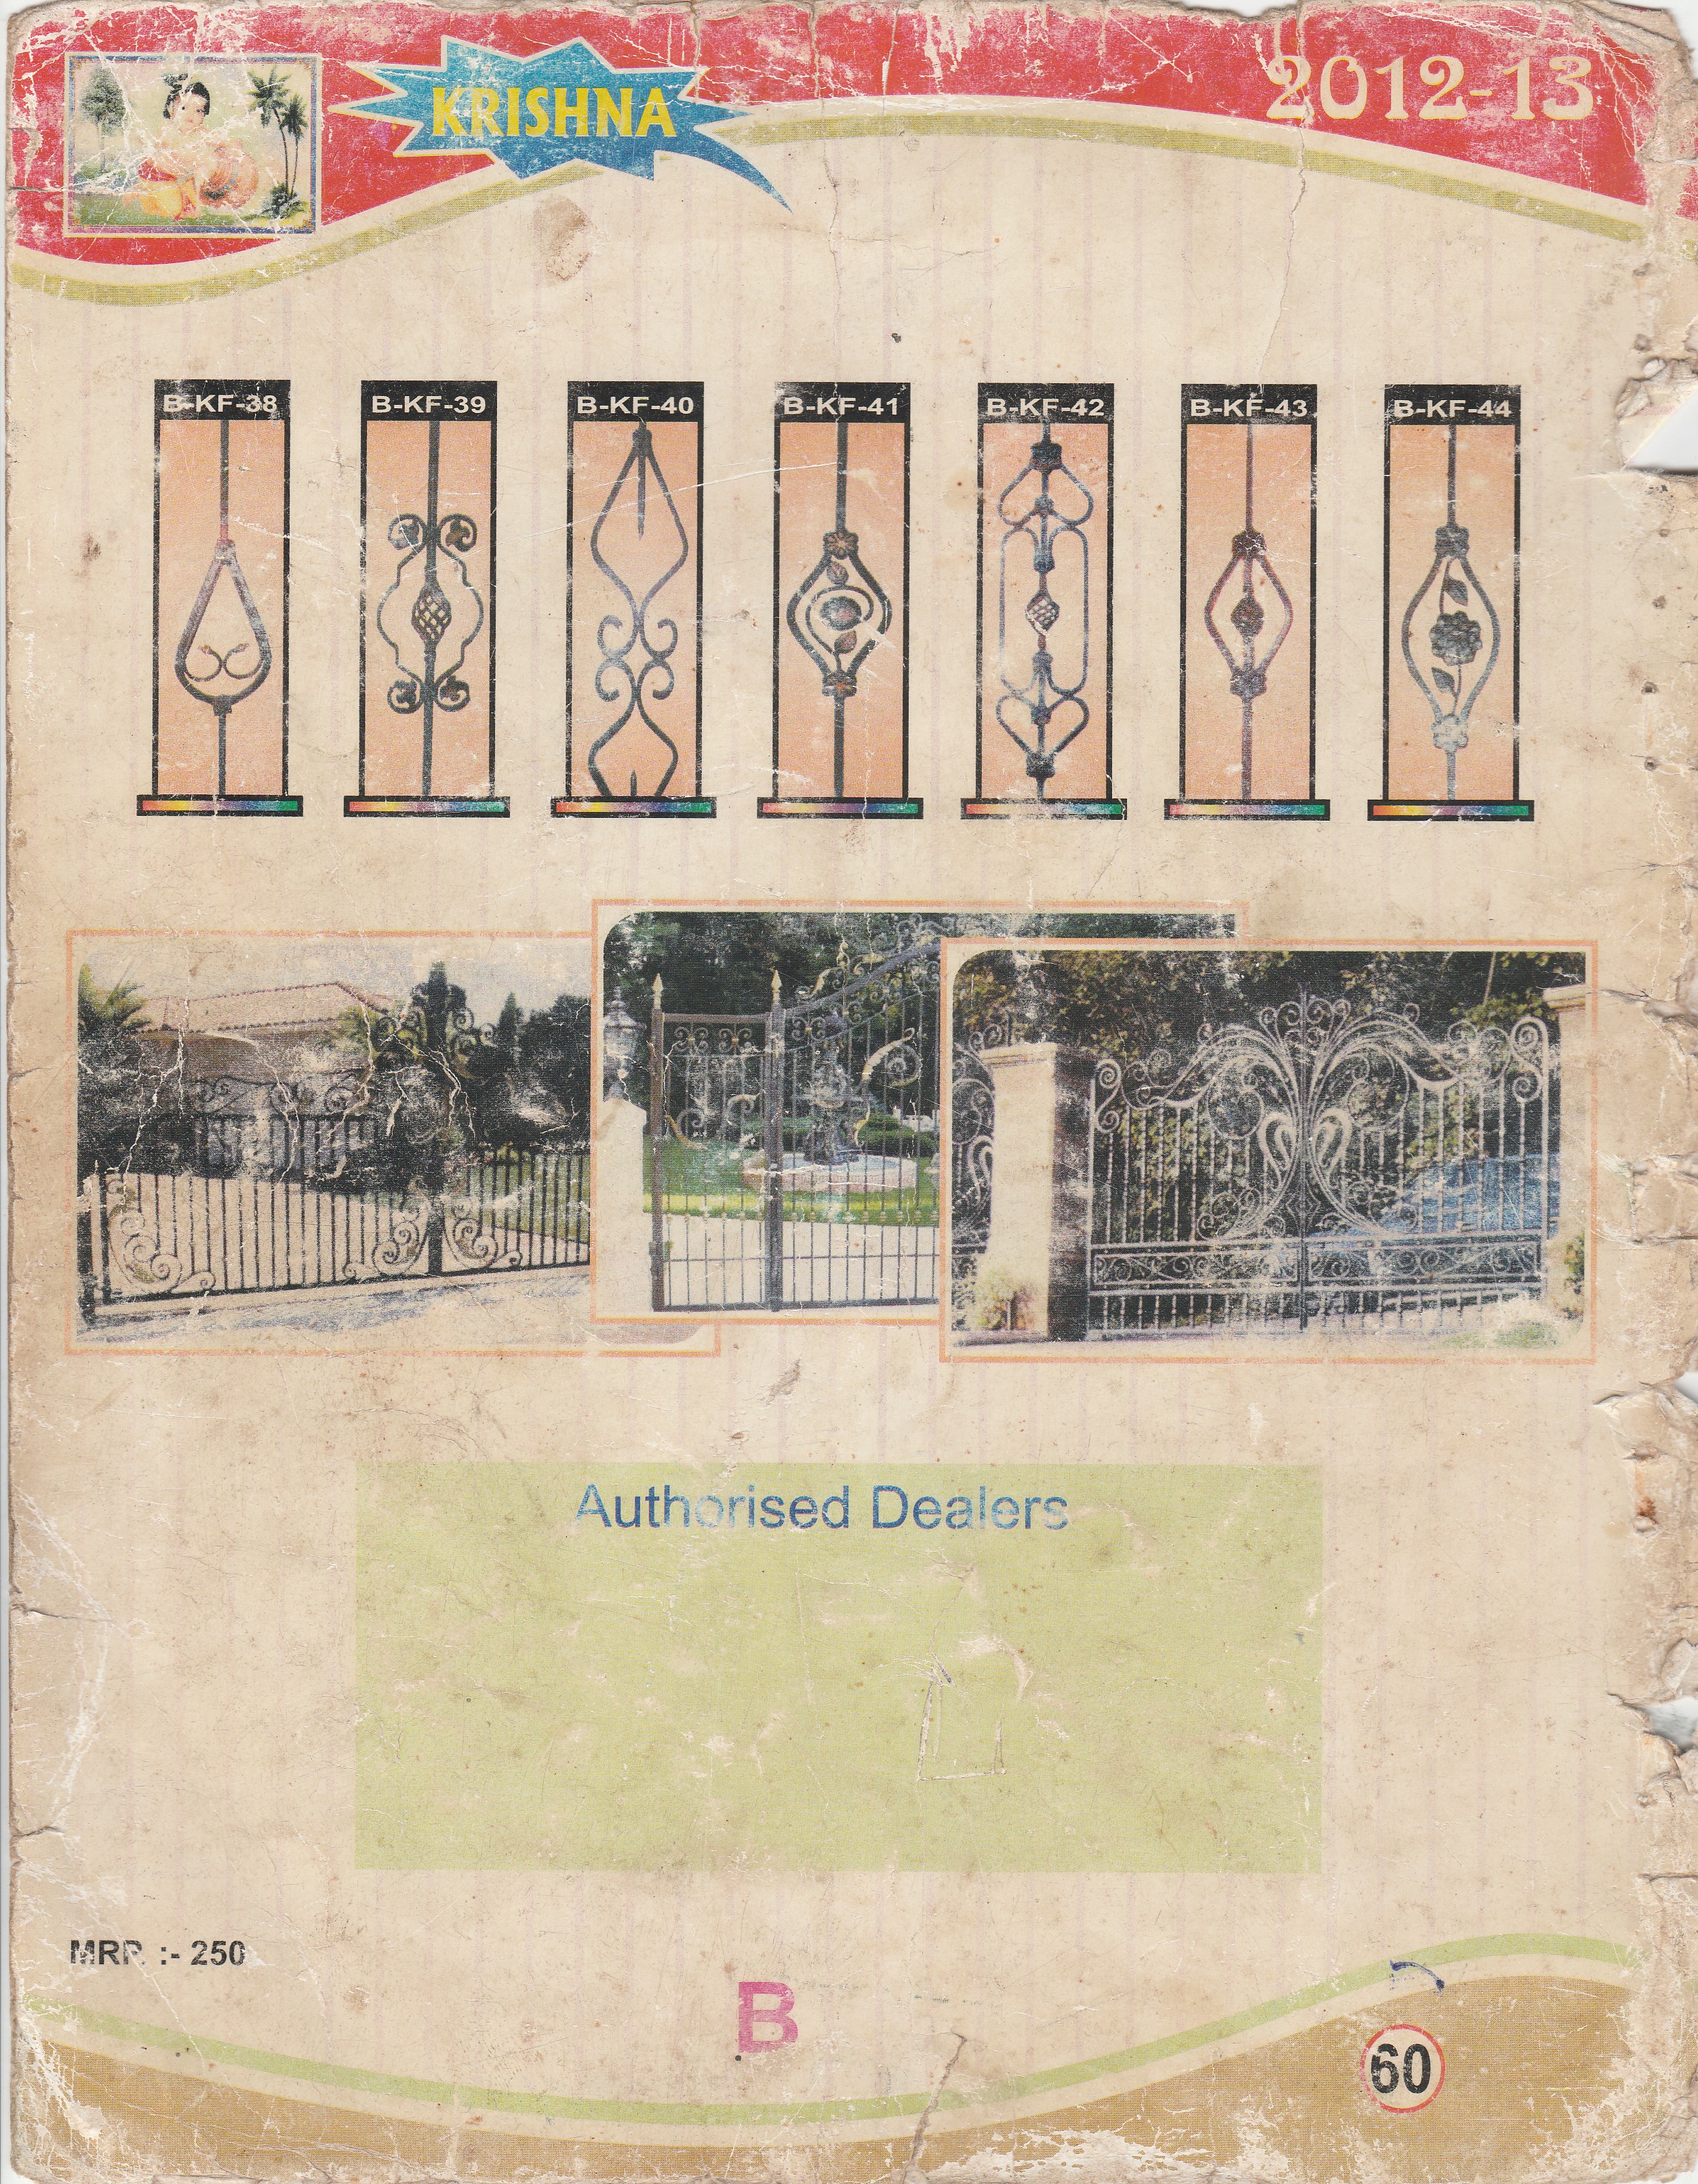 KRISHNA
2012-13
B-KF-38 B-KF-39 B-KF-40 B-KF-41 B-KF-42 B-KF-43 B-KF-44
Authorised Dealers
MRP. :- 250
B
60